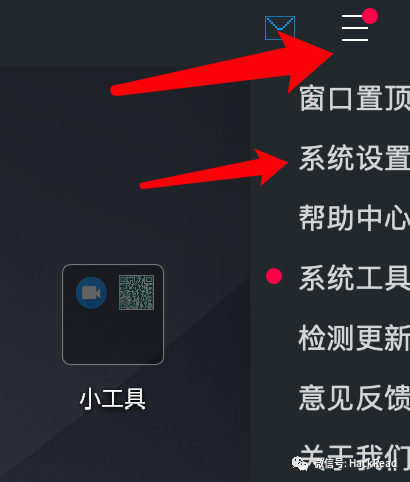 窗口置顶
系统设置
帮助中心
系统工具
检测更新
小工具
意见反馈
关于我们
微信号: HackRead